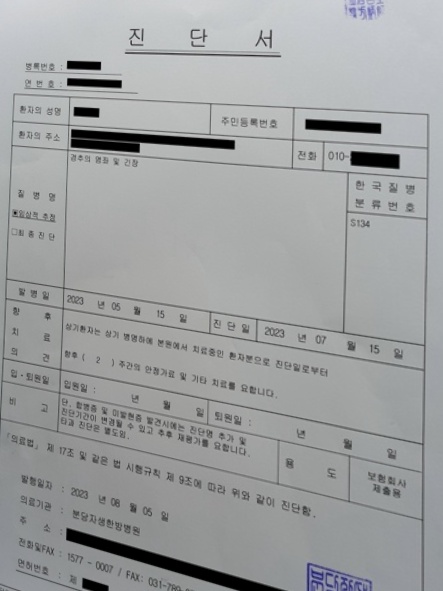 진 단 서
병록번호 :
연 번 호 :
환자의 성명
주민등록번호
환자의 주소
전화
010-
질 병 명
▣임상적 추정
□최 종 진 단
경추의 염좌 및 긴장
한 국 질 병
분 류 번 호
S134
발 병 일
2023 년 05 월 15 일
진 단 일
2023 년 07 월 15 일
향 후
치 료
의 견
상기환자는 상기 병명하에 본원에서 치료중인 환자분으로 진단일로부터
향후 ( 2 ) 주간의 안정가료 및 기타 치료를 요합니다.
입·퇴원일
입원일 : 년 월 일
퇴원일 : 년 월 일
비 고
단, 합병증 및 미발현증 발견시에는 진단명 추가 및
진단기간이 변경될 수 있고 추후 재평가를 요합니다.
타과 진단은 별도임.
용 도
보험회사
제출용
「의료법」 제 17조 및 같은 법 시행규칙 제 9조에 따라 위와 같이 진단함.
발행일자 : 2023 년 08 월 05 일
의료기관 : 분당자생한방병원
주 소 :
전화및FAX : 1577 - 0007 / FAX: 031-789-
면허번호 : 제